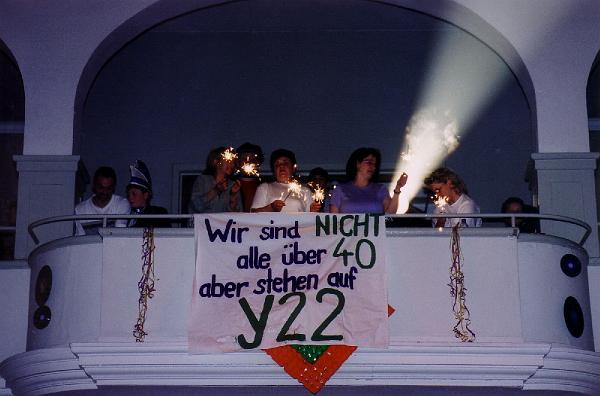 Wir sind NICHT
alle über 40
aber stehen auf
Y22